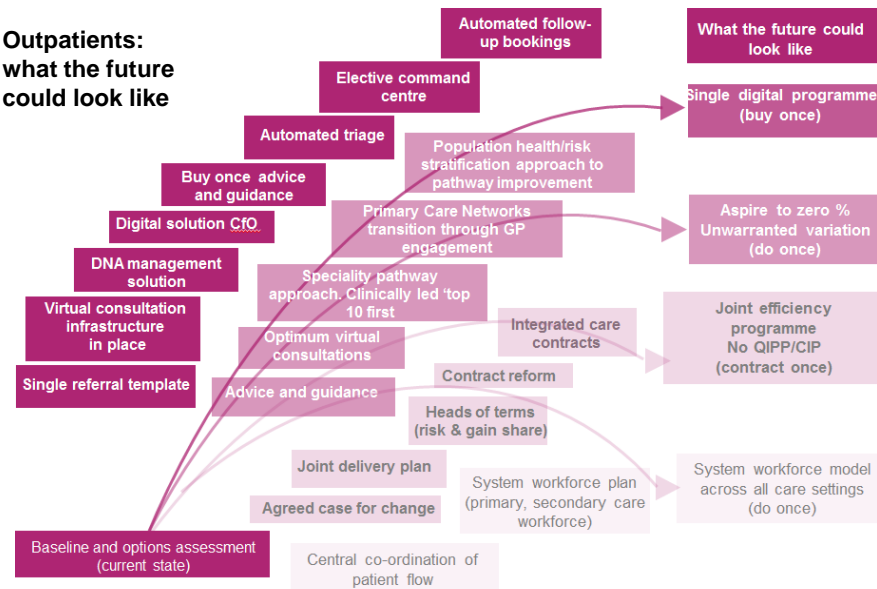 Outpatients:
what the future
could look like
Automated follow-
up bookings
What the future could
look like
Elective command
centre
Single digital programme
(buy once)
Automated triage
Population health/risk
stratification approach to
pathway improvement
Buy once advice
and guidance
Primary Care Networks
transition through GP
engagement
Aspire to zero %
Unwarranted variation
(do once)
Digital solution CfO
DNA management
solution
Speciality pathway
approach. Clinically led ‘top
10 first
Virtual consultation
infrastructure
in place
Integrated care
contracts
Joint efficiency
programme
No QIPP/CIP
(contract once)
Optimum virtual
consultations
Single referral template
Contract reform
Advice and guidance
Heads of terms
(risk & gain share)
Joint delivery plan
System workforce plan
(primary, secondary care
workforce)
System workforce model
across all care settings
(do once)
Agreed case for change
Baseline and options assessment
(current state)
Central co-ordination of
patient flow